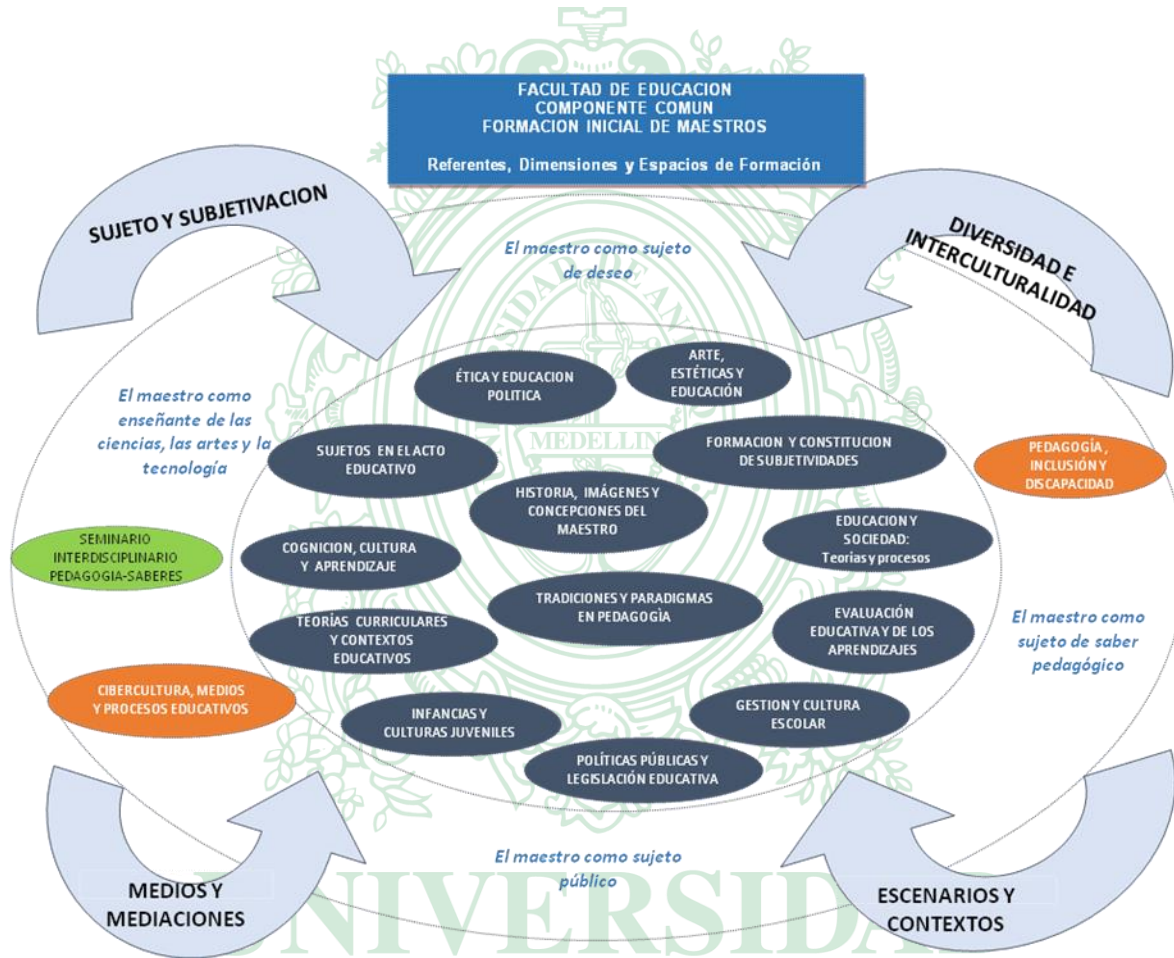 FACULTAD DE EDUCACION
COMPONENTE COMUN
FORMACION INICIAL DE MAESTROS
Referentes, Dimensiones y Espacios de Formación
SUJETO Y SUBJETIVACION
DIVERSIDAD E
INTERCULTURALIDAD
El maestro como sujeto
de deseo
ÉTICA Y EDUCACION
POLITICA
ARTE,
ESTÉTICAS Y
EDUCACIÓN
El maestro como
enseñante de las
ciencias, las artes y la
tecnología
MEDELLIN
SUJETOS EN EL ACTO
EDUCATIVO
FORMACION Y CONSTITUCION
DE SUBJETIVIDADES
PEDAGOGÍA,
INCLUSIÓN Y
DISCAPACIDAD
HISTORIA, IMÁGENES Y
CONCEPCIONES DEL
MAESTRO
SEMINARIO
INTERDISCIPLINARIO
PEDAGOGIA-SABERES
COGNICION, CULTURA
Y APRENDIZAJE
EDUCACION Y
SOCIEDAD:
Teorías y procesos
TRADICIONES Y PARADIGMAS
EN PEDAGOGÌA
TEORÍAS CURRICULARES
Y CONTEXTOS
EDUCATIVOS
EVALUACIÓN
EDUCATIVA Y DE LOS
APRENDIZAJES
El maestro como
sujeto de saber
pedagógico
CIBERCULTURA, MEDIOS
Y PROCESOS EDUCATIVOS
INFANCIAS Y
CULTURAS JUVENILES
GESTION Y CULTURA
ESCOLAR
POLÍTICAS PÚBLICAS Y
LEGISLACIÓN EDUCATIVA
El maestro como sujeto
público
MEDIOS Y
MEDIACIONES
ESCENARIOS Y
CONTEXTOS
UNIVERSIDAD